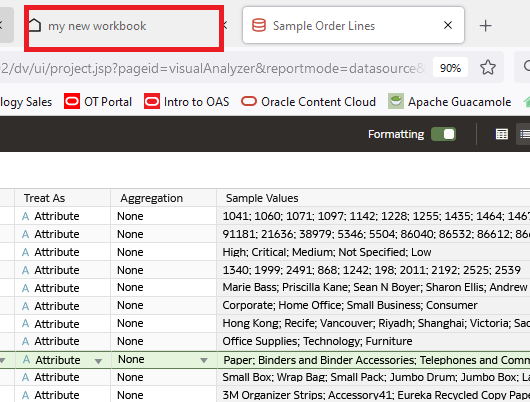 my new workbook Sample Order Lines
02/dv/ui/project.jsp?pageid=visualAnalyzer&reportmode=datasource& 90%
ology Sales OT Portal Intro to OAS Oracle Content Cloud Apache Guacamole
Formatting
Treat As Aggregation Sample Values
A Attribute None 1041; 1060; 1071; 1097; 1142; 1228; 1255; 1435; 1464; 1467
A Attribute None 91181; 21636; 38979; 5346; 5504; 86040; 86532; 86612; 866
A Attribute None High; Critical; Medium; Not Specified; Low
A Attribute None 1340; 1999; 2491; 868; 1242; 198; 2011; 2192; 2525; 2539
A Attribute None Marie Bass; Priscilla Kane; Sean N Boyer; Sharon Ellis; Andrew
A Attribute None Corporate; Home Office; Small Business; Consumer
A Attribute None Hong Kong; Recife; Vancouver; Riyadh; Shanghai; Victoria; Sa
A Attribute None Office Supplies; Technology; Furniture
A Attribute None Paper; Binders and Binder Accessories; Telephones and Comm
A Attribute None Small Box; Wrap Bag; Small Pack; Jumbo Drum; Jumbo Box; La
A Attribute None 3M Organizer Strips; Accessory41; Eureka Recycled Copy Pape